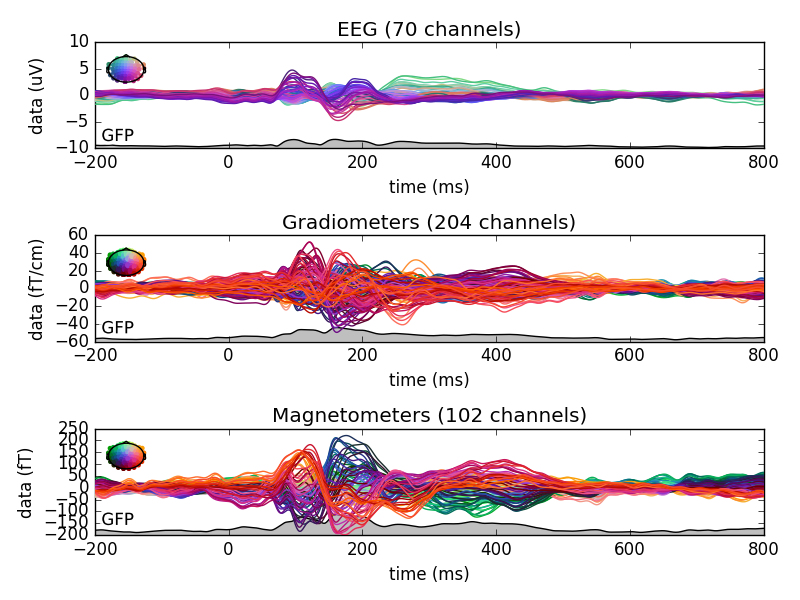 EEG (70 channels)
10
5
0
−5
−10
data (uV)
GFP
−200 0 200 400 600 800
time (ms)
Gradiometers (204 channels)
60
40
20
0
−20
−40
−60
data (fT/cm)
GFP
−200 0 200 400 600 800
time (ms)
Magnetometers (102 channels)
250
200
150
100
50
0
−50
−100
−150
−200
data (fT)
GFP
−200 0 200 400 600 800
time (ms)